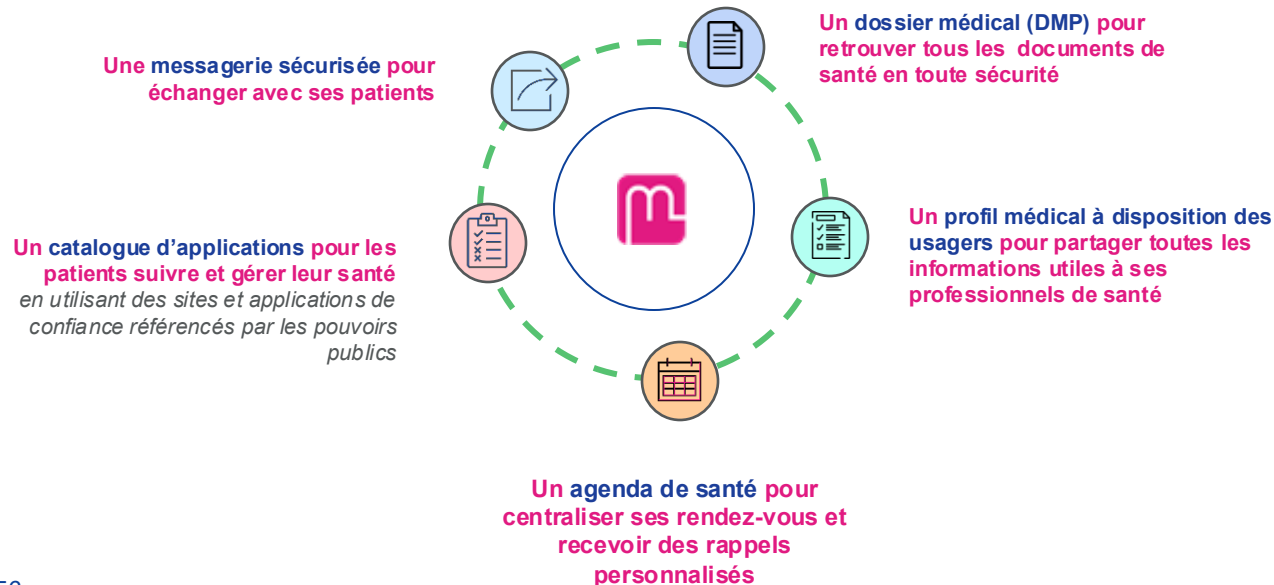 Un dossier médical (DMP) pour
retrouver tous les documents de
santé en toute sécurité
Une messagerie sécurisée pour
échanger avec ses patients
Un profil médical à disposition des
usagers pour partager toutes les
informations utiles à ses
professionnels de santé
Un catalogue d’applications pour les
patients suivre et gérer leur santé
en utilisant des sites et applications de
confiance référencés par les pouvoirs
publics
Un agenda de santé pour
centraliser ses rendez-vous et
recevoir des rappels
personnalisés